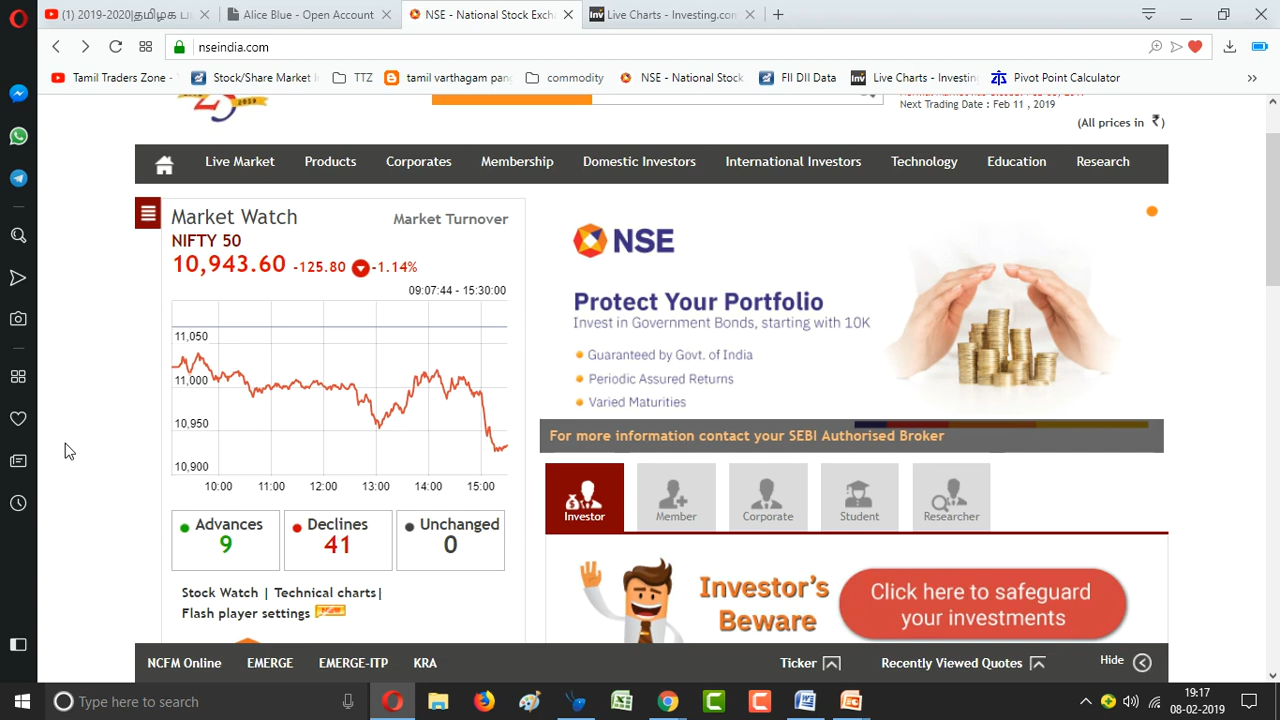 (1) 2019-2020|தமிழக ப
Alice Blue - Open Account
NSE - National Stock Exch
Live Charts - Investing.com
nseindia.com
Tamil Traders Zone -
Stock/Share Market I
TTZ
tamil varthagam pan
commodity
NSE - National Stock
FII DII Data
Live Charts - Investin
Pivot Point Calculator
Next Trading Date : Feb 11 , 2019
(All prices in ₹)
Live Market
Products
Corporates
Membership
Domestic Investors
International Investors
Technology
Education
Research
Market Watch
Market Turnover
NIFTY 50
10,943.60 -125.80 -1.14%
09:07:44 - 15:30:00
11,050
11,000
10,950
10,900
10:00 11:00 12:00 13:00 14:00 15:00
Advances
9
Declines
41
Unchanged
0
Stock Watch | Technical charts|
Flash player settings
NSE
Protect Your Portfolio
Invest in Government Bonds, starting with 10K
Guaranteed by Govt. of India
Periodic Assured Returns
Varied Maturities
For more information contact your SEBI Authorised Broker
Investor
Member
Corporate
Student
Researcher
Investor's
Beware
Click here to safeguard
your investments
NCFM Online
EMERGE
EMERGE-ITP
KRA
Ticker
Recently Viewed Quotes
Hide
Type here to search
19:17
08-02-2019